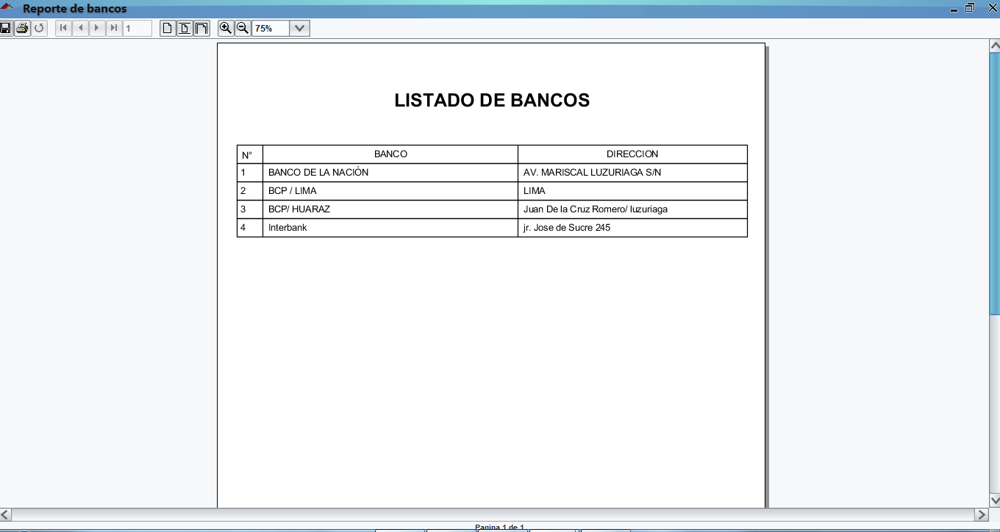 Reporte de bancos
1
75%
LISTADO DE BANCOS
N° BANCO DIRECCION
1 BANCO DE LA NACIÓN AV. MARISCAL LUZURIAGA S/N
2 BCP / LIMA LIMA
3 BCP/ HUARAZ Juan De la Cruz Romero/ luzuriaga
4 Interbank jr. Jose de Sucre 245
Pagina 1 de 1